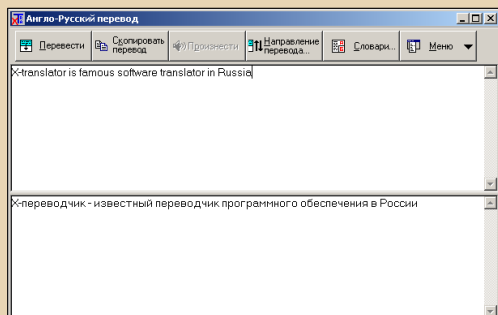 Англо-Русский перевод
Перевести Скопировать перевод Произнести Направление перевода... Словари... Меню
X-translator is famous software translator in Russia
Х-переводчик - известный переводчик программного обеспечения в России